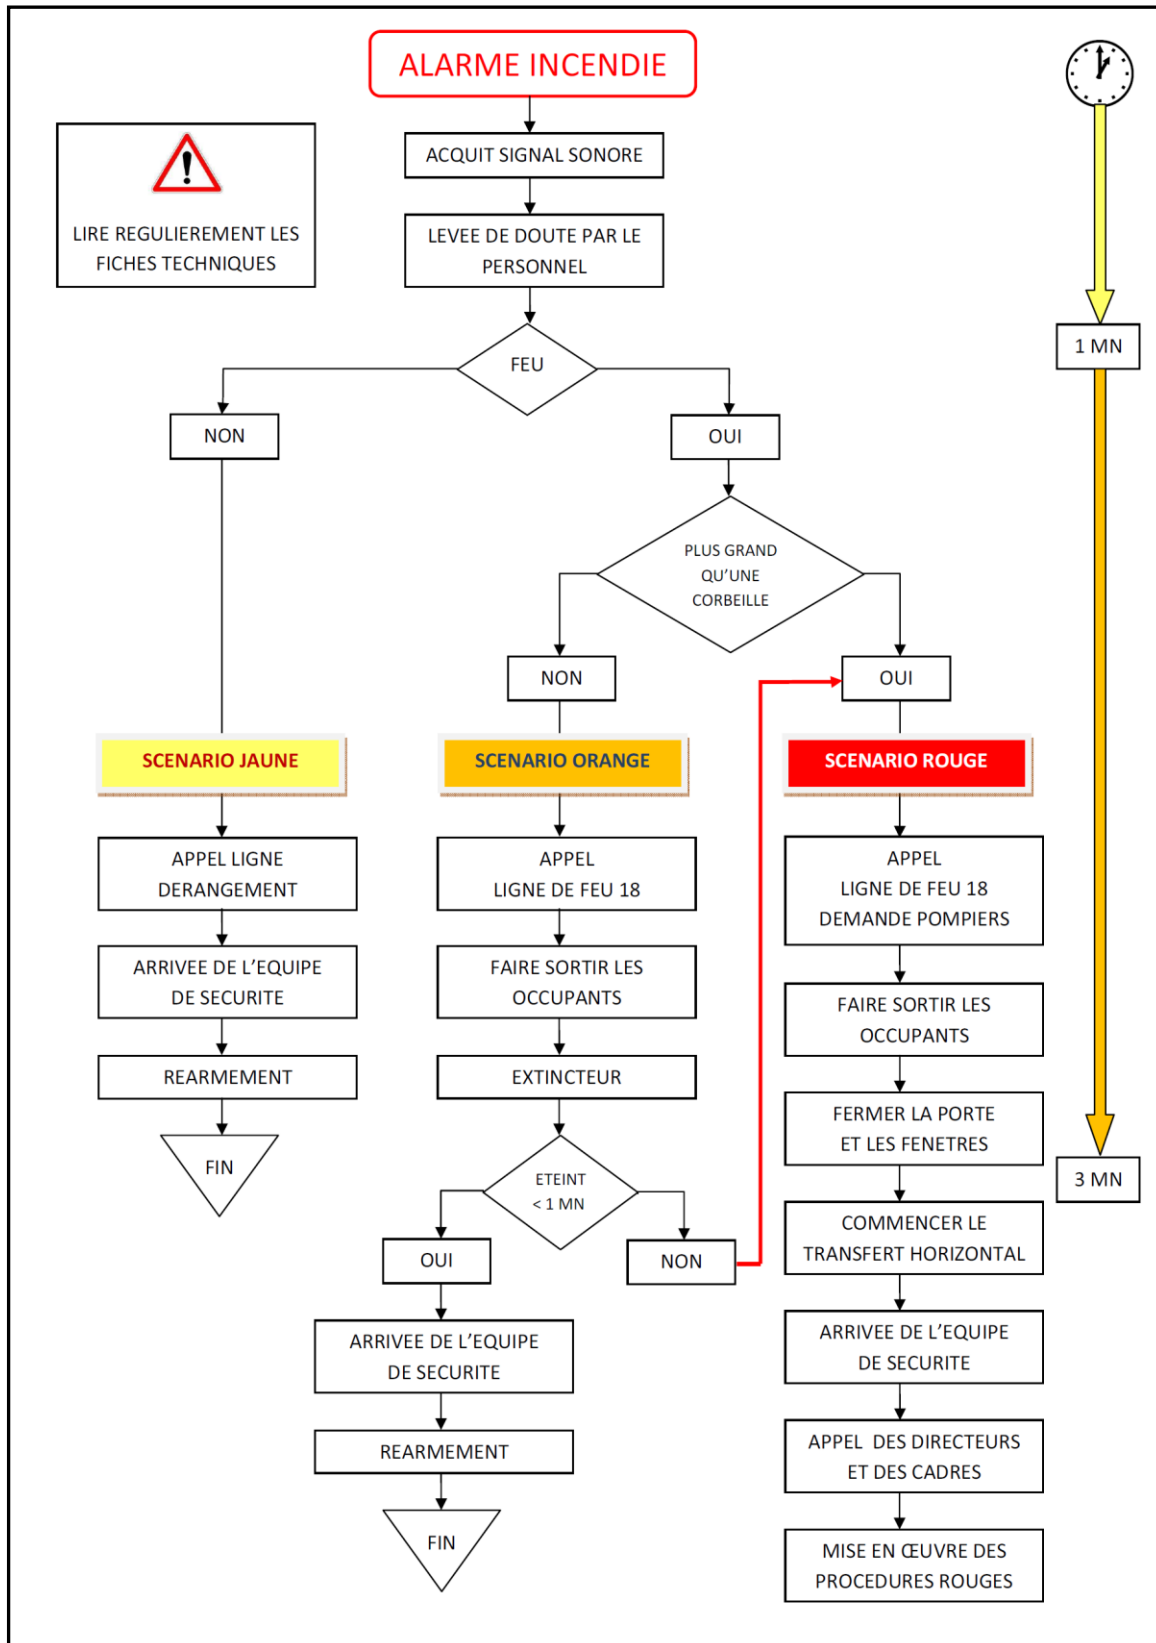 ALARME INCENDIE
ACQUIT SIGNAL SONORE
LIRE REGULIEREMENT LES
FICHES TECHNIQUES
LEVEE DE DOUTE PAR LE
PERSONNEL
1 MN
FEU
NON
OUI
PLUS GRAND
QU'UNE
CORBEILLE
NON
OUI
SCENARIO JAUNE
APPEL LIGNE
DERANGEMENT
ARRIVEE DE L'EQUIPE
DE SECURITE
REARMEMENT
FIN
SCENARIO ORANGE
APPEL
LIGNE DE FEU 18
FAIRE SORTIR LES
OCCUPANTS
EXTINCTEUR
ETEINT
< 1 MN
OUI
NON
ARRIVEE DE L'EQUIPE
DE SECURITE
REARMEMENT
FIN
SCENARIO ROUGE
APPEL
LIGNE DE FEU 18
DEMANDE POMPIERS
FAIRE SORTIR LES
OCCUPANTS
FERMER LA PORTE
ET LES FENETRES
COMMENCER LE
TRANSFERT HORIZONTAL
ARRIVEE DE L'EQUIPE
DE SECURITE
APPEL DES DIRECTEURS
ET DES CADRES
MISE EN ŒUVRE DES
PROCEDURES ROUGES
3 MN